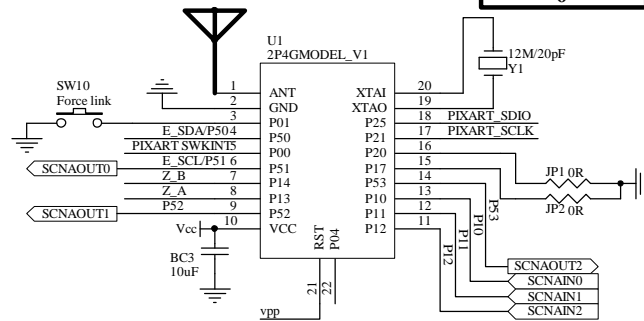 U1
2P4GMODEL_V1
12M/20pF
Y1
SW10
Force link
1 ANT XTAI 20
2 GND XTAO 19
3 P01 P25 18 PIXART_SDIO
E_SDA/P50 4 P50 P21 17 PIXART_SCLK
PIXART SWKINT 5 P00 P20 16
SCNAOUT0 E_SCL/P51 6 P51 P17 15
Z_B 7 P14 P53 14
Z_A 8 P13 P10 13
SCNAOUT1 P52 9 P52 P11 12
Vcc 10 VCC P12 11
RST P04
21 22
vpp
BC3
10uF
JP1 0R
JP2 0R
P53
P10
P11
P12
SCNAOUT2
SCNAIN0
SCNAIN1
SCNAIN2